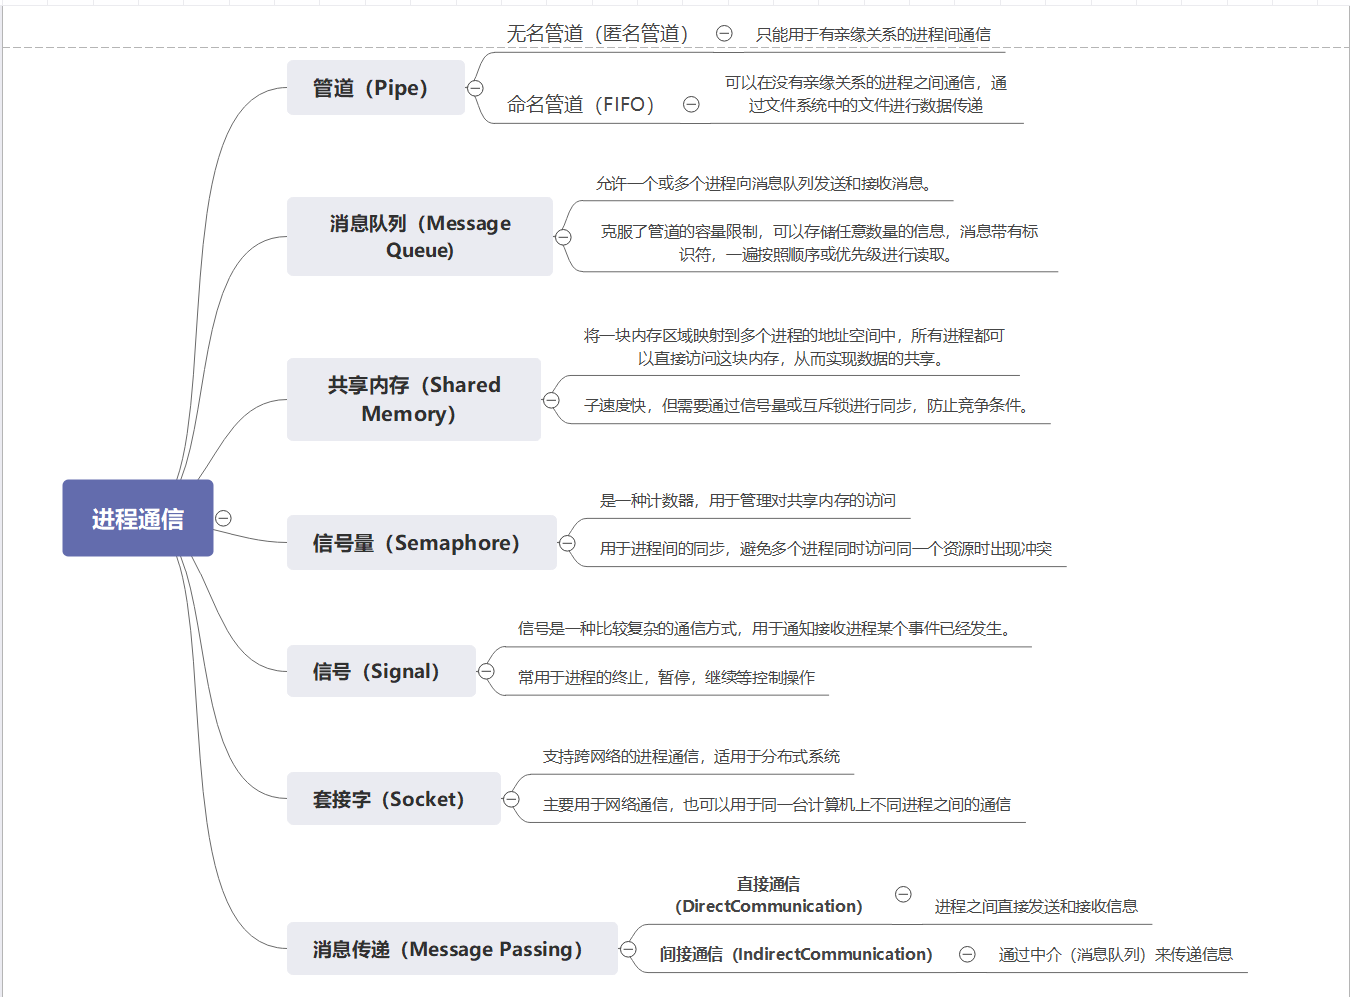 进程通信
管道（Pipe）
无名管道（匿名管道）
只能用于有亲缘关系的进程间通信
命名管道（FIFO）
可以在没有亲缘关系的进程之间通信，通
过文件系统中的文件进行数据传递
消息队列（Message
Queue）
允许一个或多个进程向消息队列发送和接收消息。
克服了管道的容量限制，可以存储任意数量的信息，消息带有标
识符，一遍按照顺序或优先级进行读取。
共享内存（Shared
Memory）
将一块内存区域映射到多个进程的地址空间中，所有进程都可
以直接访问这块内存，从而实现数据的共享。
子速度快，但需要通过信号量或互斥锁进行同步，防止竞争条件。
信号量（Semaphore）
是一种计数器，用于管理对共享内存的访问
用于进程间的同步，避免多个进程同时访问同一个资源时出现冲突
信号（Signal）
信号是一种比较复杂的通信方式，用于通知接收进程某个事件已经发生。
常用于进程的终止，暂停，继续等控制操作
套接字（Socket）
支持跨网络的进程通信，适用于分布式系统
主要用于网络通信，也可以用于同一台计算机上不同进程之间的通信
消息传递（Message Passing）
直接通信
（DirectCommunication）
进程之间直接发送和接收信息
间接通信（IndirectCommunication）
通过中介（消息队列）来传递信息